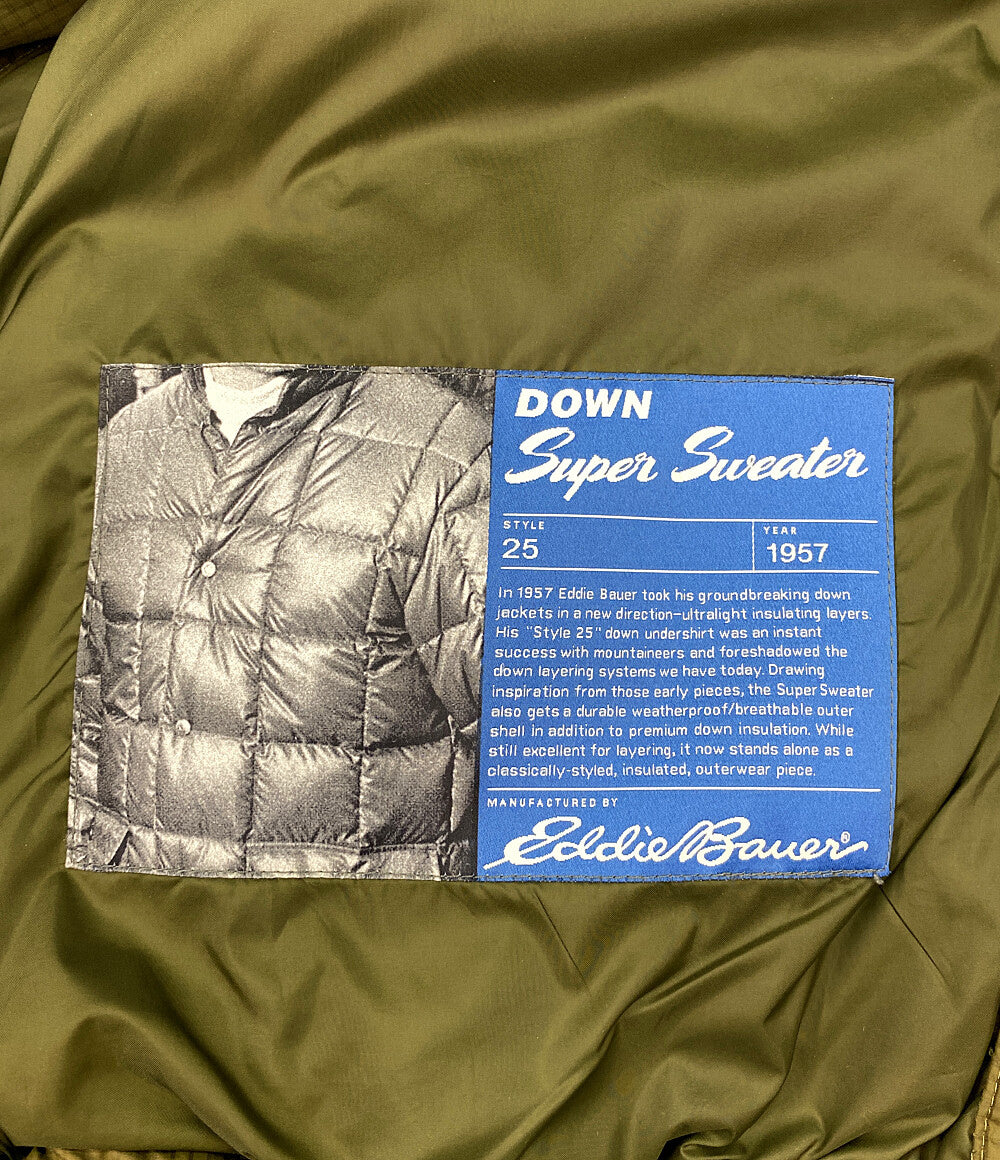 DOWN
Super Sweater
STYLE
25
YEAR
1957
In 1957 Eddie Bauer took his groundbreaking down
jackets in a new direction–ultralight insulating layers.
His "Style 25" down undershirt was an instant
success with mountaineers and foreshadowed the
down layering systems we have today. Drawing
inspiration from those early pieces, the Super Sweater
also gets a durable weatherproof/breathable outer
shell in addition to premium down insulation. While
still excellent for layering, it now stands alone as a
classically-styled, insulated, outerwear piece.
MANUFACTURED BY
Eddie Bauer®